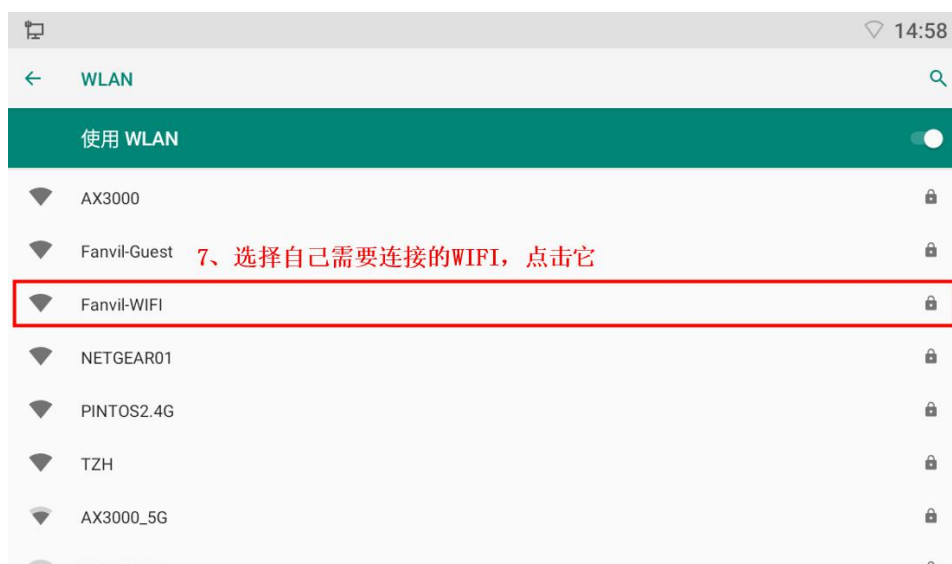 14:58
WLAN
使用 WLAN
AX3000
Fanvil-Guest
7、选择自己需要连接的WIFI，点击它
Fanvil-WIFI
NETGEAR01
PINTOS2.4G
TZH
AX3000_5G